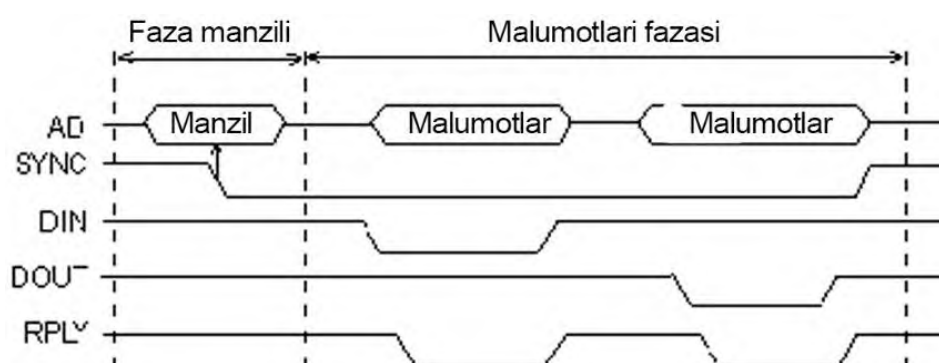 Faza manzili
Malumotlari fazasi
AD
Manzil
Malumotlar
Malumotlar
SYNC
DIN
DOUT
RPLY